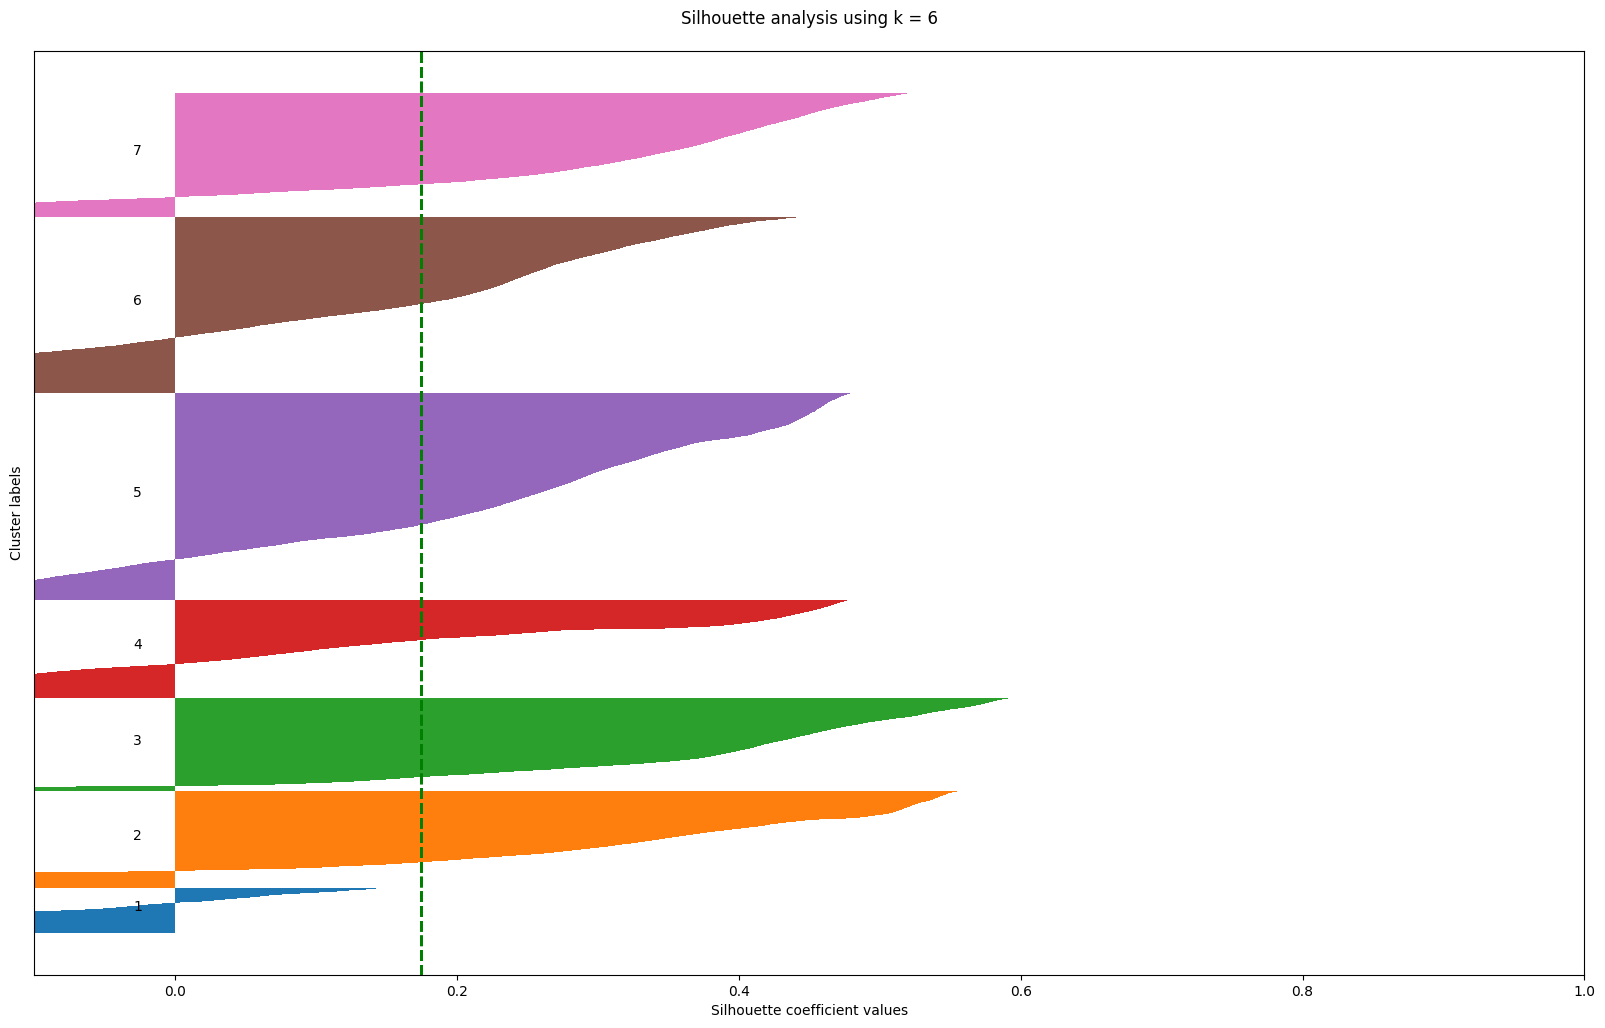 Silhouette analysis using k = 6
7
6
5
4
3
2
1
Cluster labels
0.0 0.2 0.4 0.6 0.8 1.0
Silhouette coefficient values